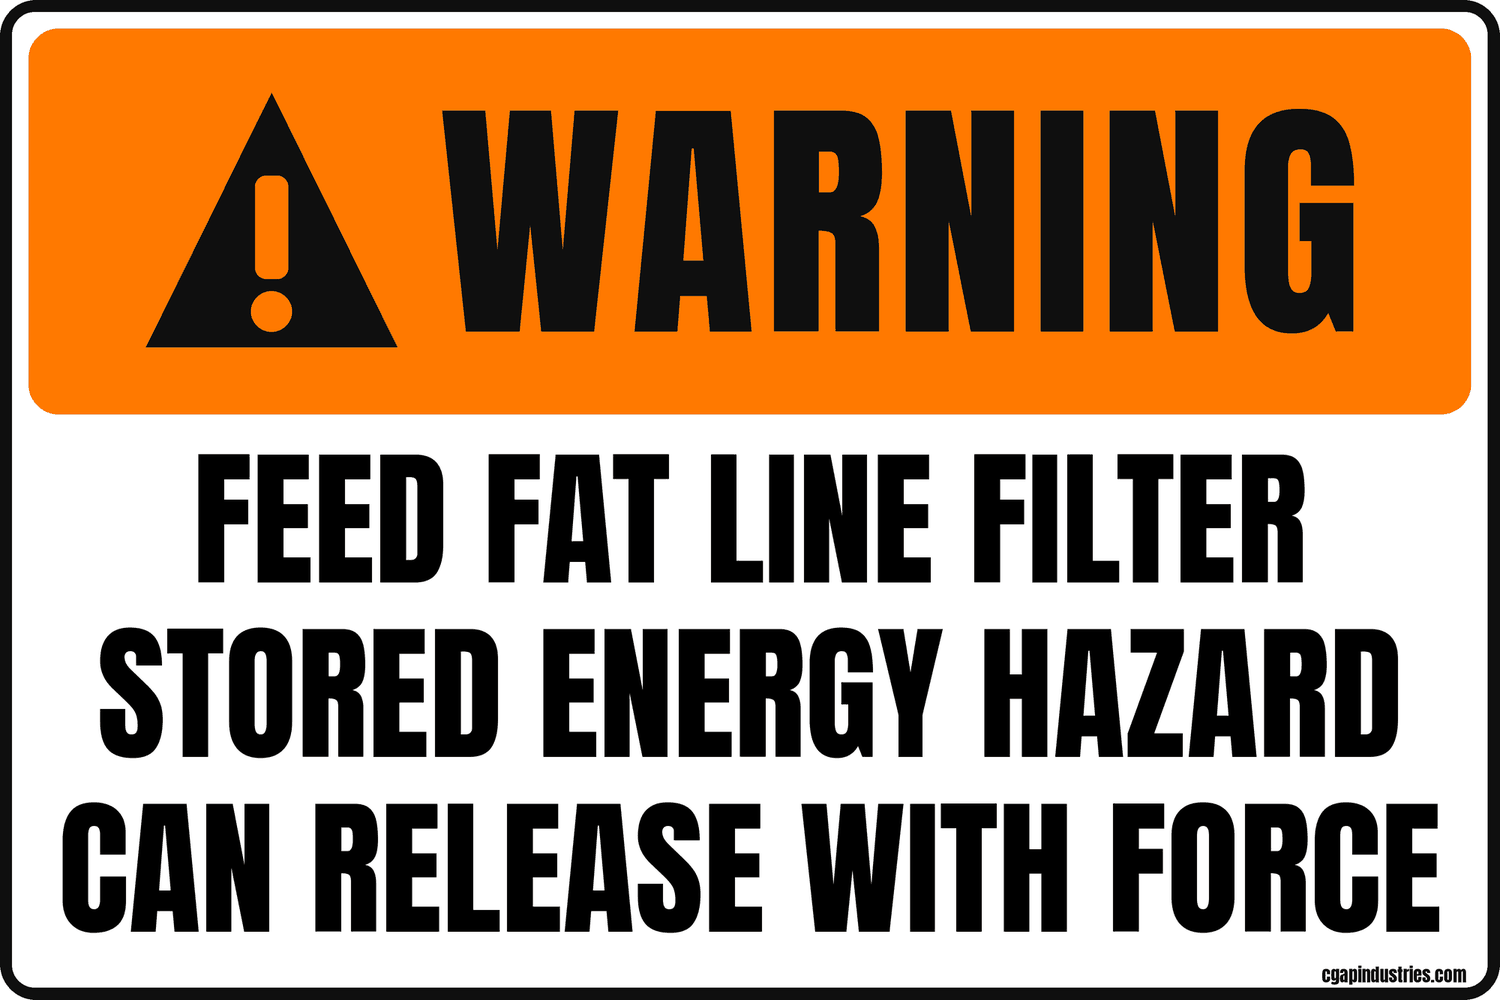 WARNING
FEED FAT LINE FILTER
STORED ENERGY HAZARD
CAN RELEASE WITH FORCE
cgapindustries.com